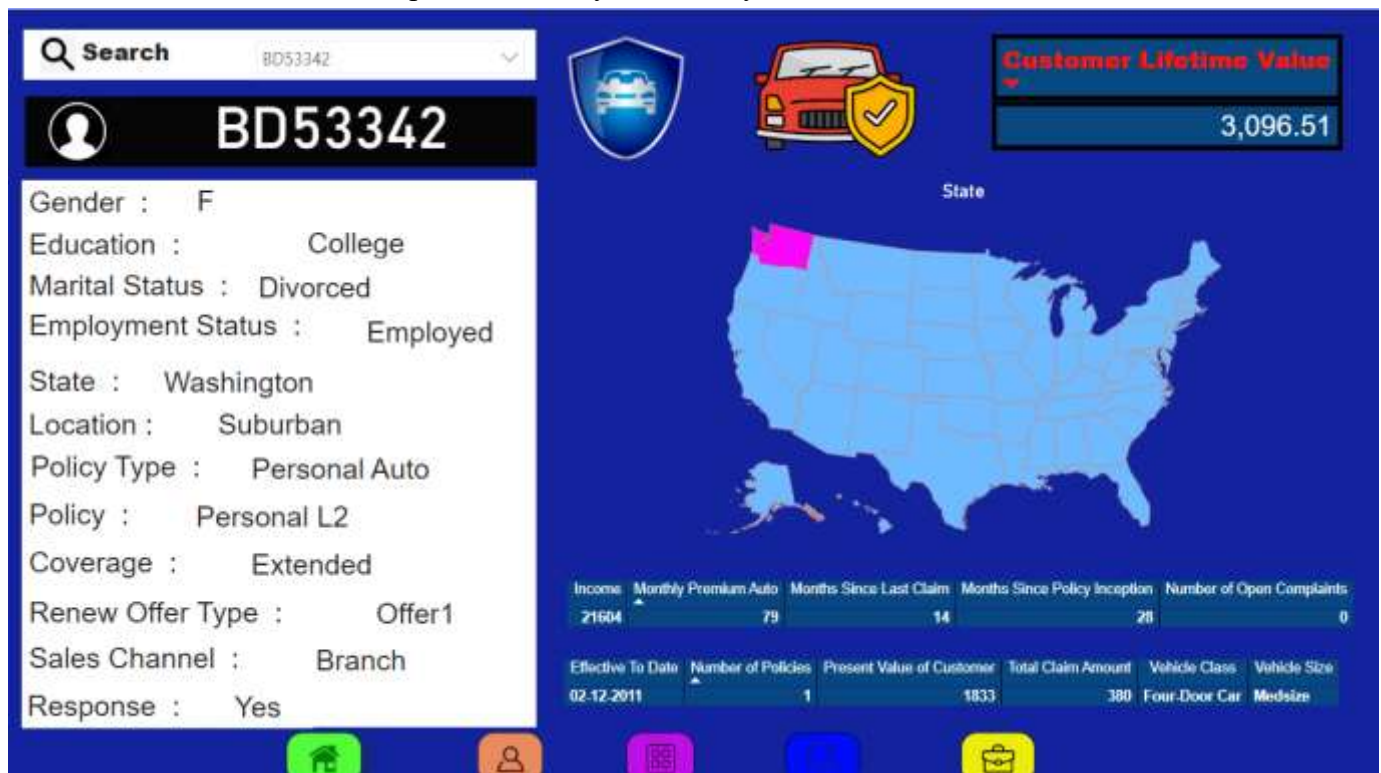 Search BD53342
BD53342
Customer Lifetime Value
3,096.51
Gender : F
Education : College
Marital Status : Divorced
Employment Status : Employed
State : Washington
Location : Suburban
Policy Type : Personal Auto
Policy : Personal L2
Coverage : Extended
Renew Offer Type : Offer1
Sales Channel : Branch
Response : Yes
State
Income Monthly Premium Auto Months Since Last Claim Months Since Policy Inception Number of Open Complaints
21604 79 14 28 0
Effective To Date Number of Policies Present Value of Customer Total Claim Amount Vehicle Class Vehicle Size
02-12-2011 1 1833 380 Four-Door Car Medsize